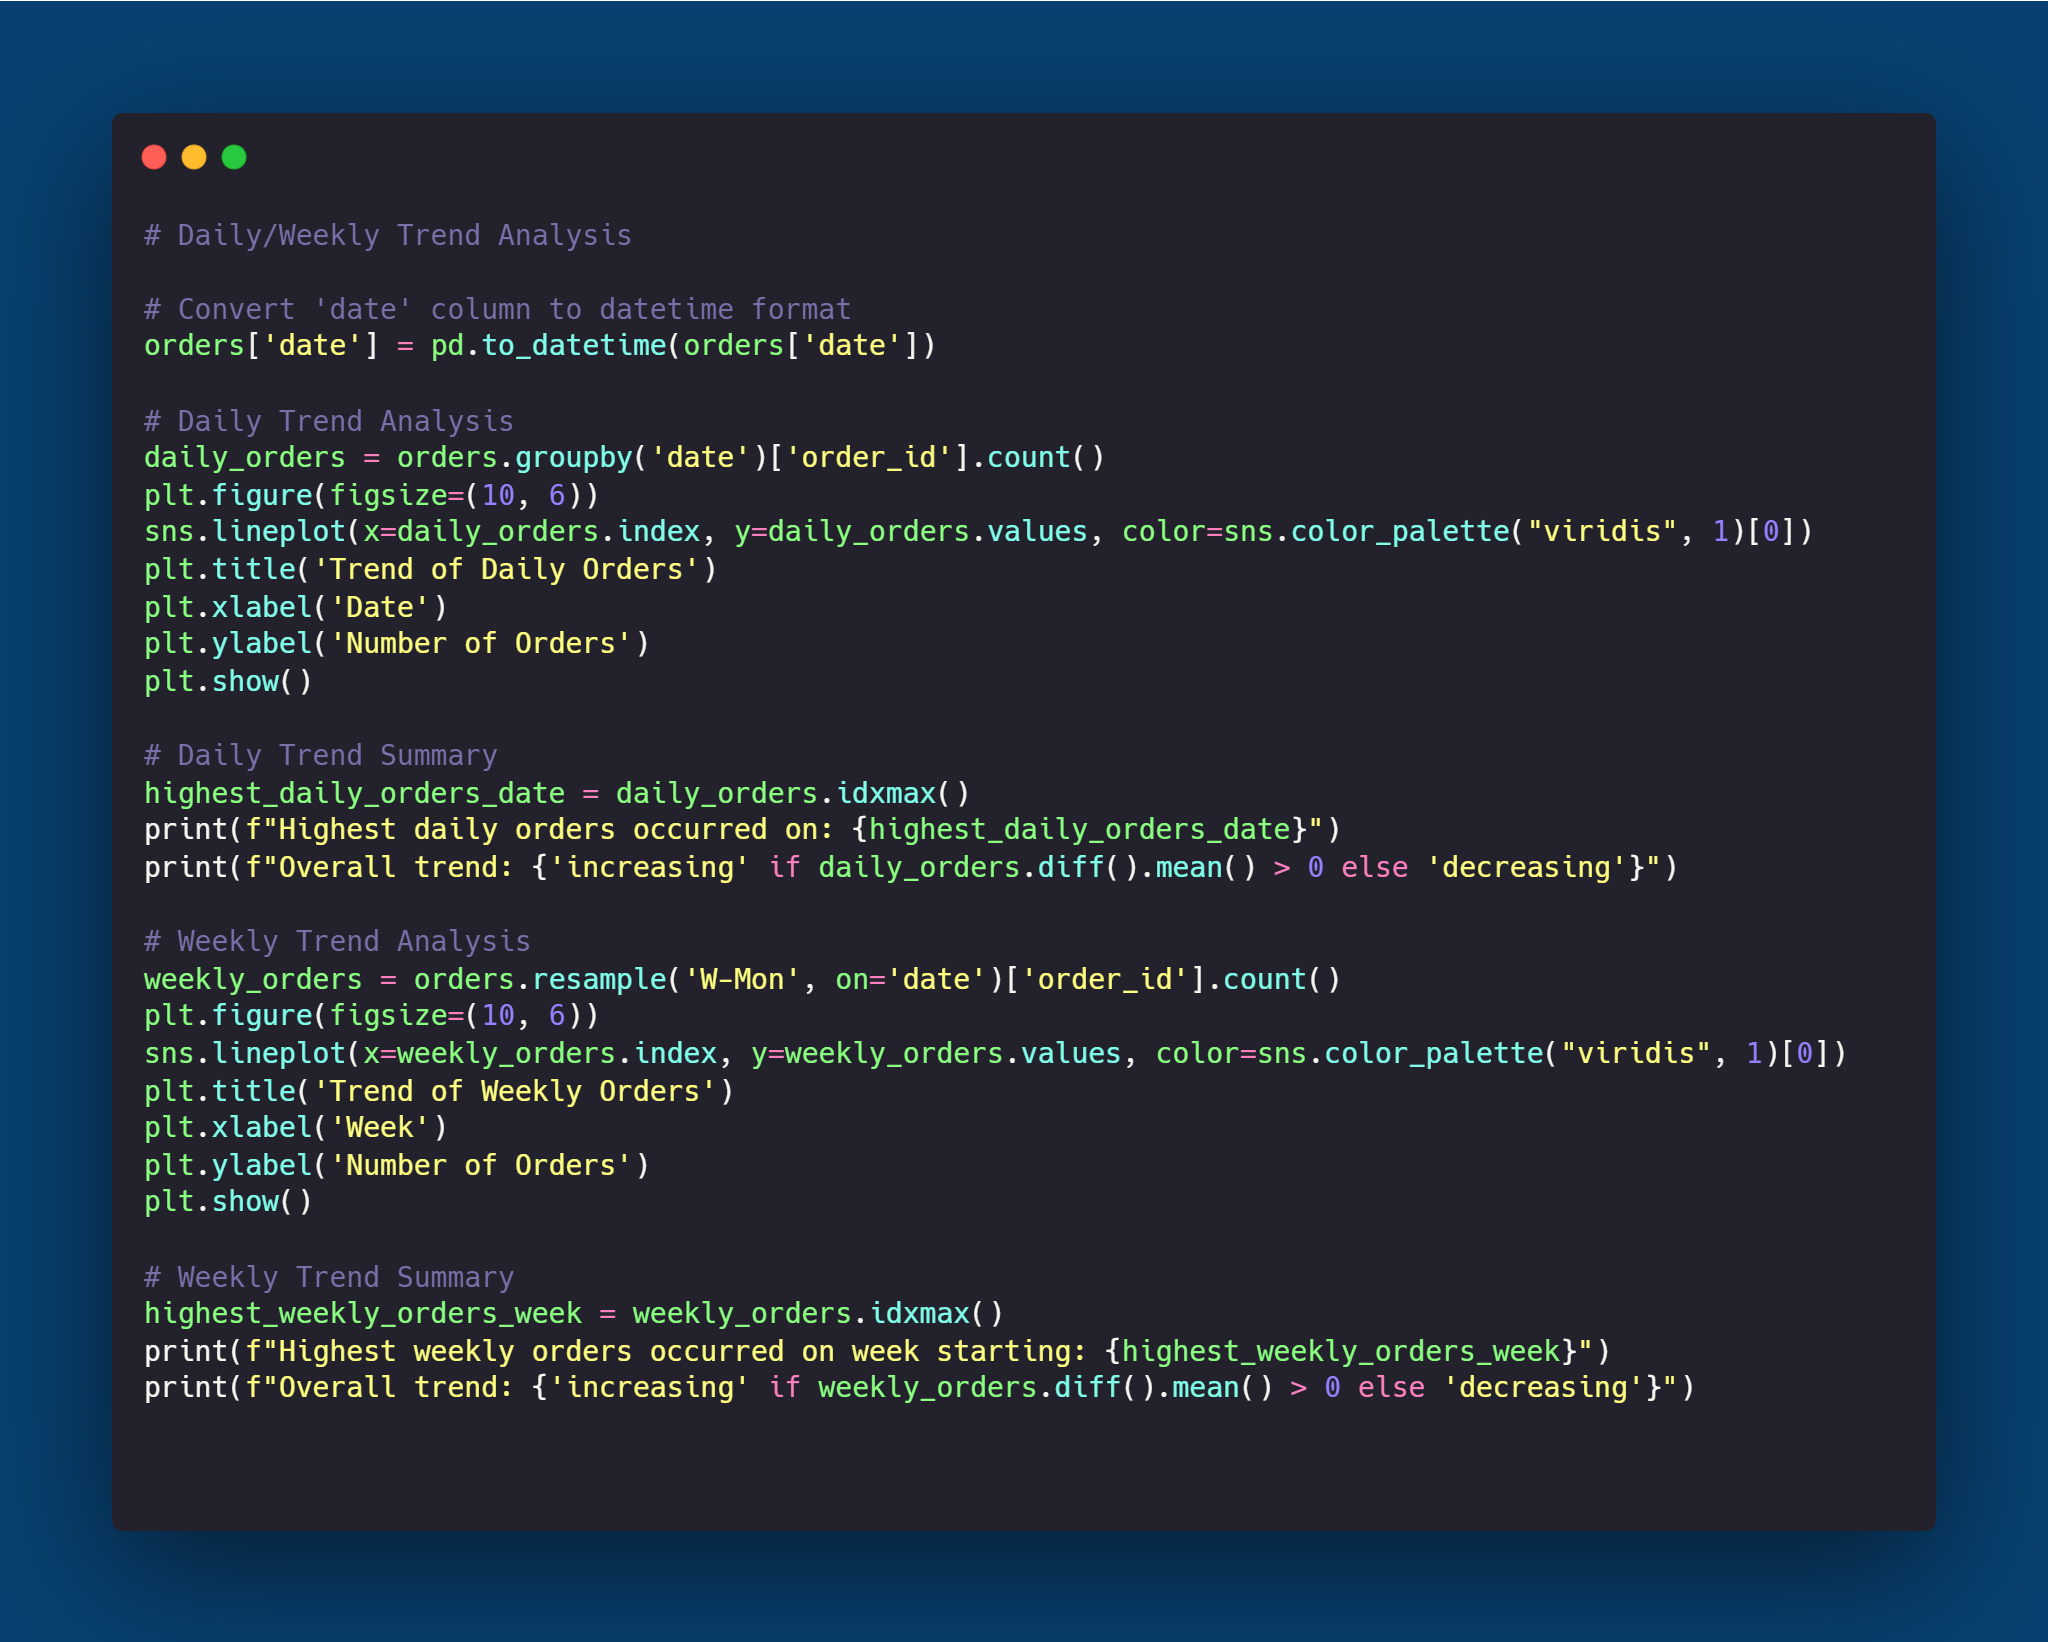 # Daily/Weekly Trend Analysis
# Convert 'date' column to datetime format
orders['date'] = pd.to_datetime(orders['date'])
# Daily Trend Analysis
daily_orders = orders.groupby('date')['order_id'].count()
plt.figure(figsize=(10, 6))
sns.lineplot(x=daily_orders.index, y=daily_orders.values, color=sns.color_palette("viridis", 1)[0])
plt.title('Trend of Daily Orders')
plt.xlabel('Date')
plt.ylabel('Number of Orders')
plt.show()
# Daily Trend Summary
highest_daily_orders_date = daily_orders.idxmax()
print(f"Highest daily orders occurred on: {highest_daily_orders_date}")
print(f"Overall trend: {'increasing' if daily_orders.diff().mean() > 0 else 'decreasing'}")
# Weekly Trend Analysis
weekly_orders = orders.resample('W-Mon', on='date')['order_id'].count()
plt.figure(figsize=(10, 6))
sns.lineplot(x=weekly_orders.index, y=weekly_orders.values, color=sns.color_palette("viridis", 1)[0])
plt.title('Trend of Weekly Orders')
plt.xlabel('Week')
plt.ylabel('Number of Orders')
plt.show()
# Weekly Trend Summary
highest_weekly_orders_week = weekly_orders.idxmax()
print(f"Highest weekly orders occurred on week starting: {highest_weekly_orders_week}")
print(f"Overall trend: {'increasing' if weekly_orders.diff().mean() > 0 else 'decreasing'}")